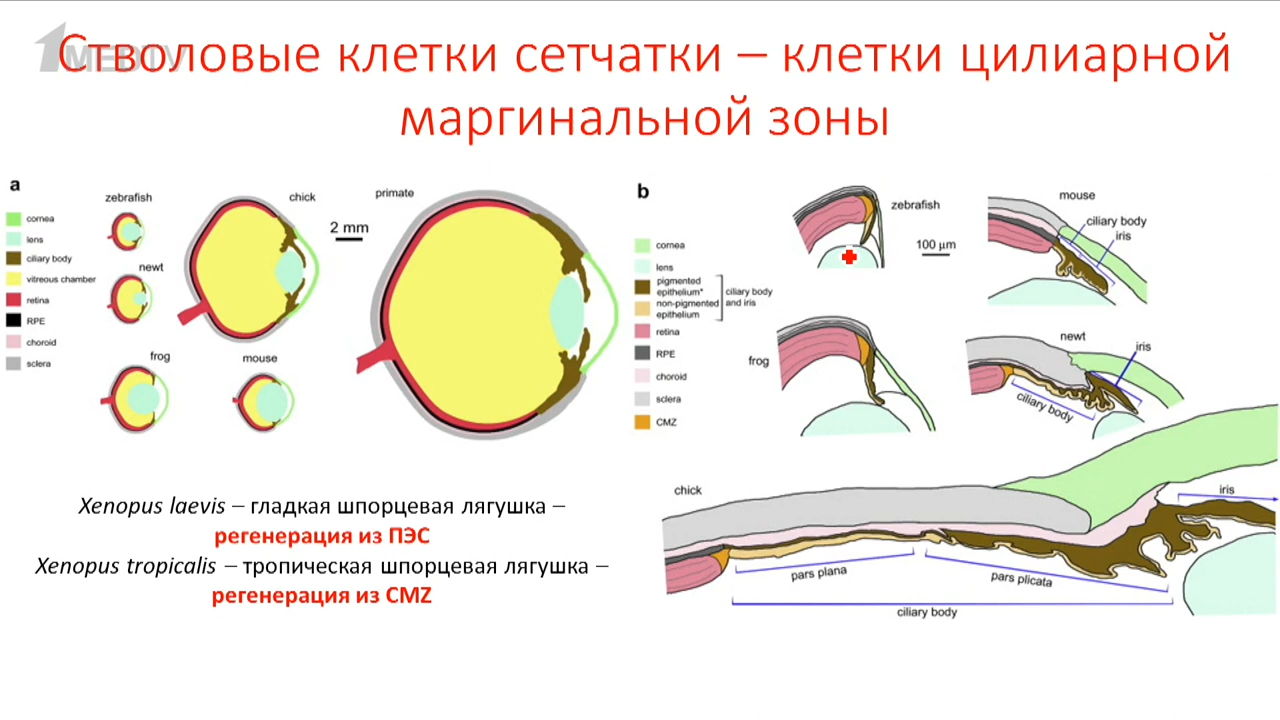 1MEDTV
Стволовые клетки сетчатки – клетки цилиарной
маргинальной зоны
a
zebrafish
chick
primate
2 mm
newt
frog
mouse
cornea
lens
ciliary body
vitreous chamber
retina
RPE
choroid
sclera
b
zebrafish
100 µm
mouse
ciliary body
iris
cornea
lens
pigmented
epithelium*
non-pigmented
epithelium
ciliary body
and iris
retina
RPE
choroid
sclera
CMZ
frog
newt
iris
ciliary body
chick
iris
pars plana
pars plicata
ciliary body
Xenopus laevis – гладкая шпорцевая лягушка –
регенерация из ПЭС
Xenopus tropicalis – тропическая шпорцевая лягушка –
регенерация из CMZ